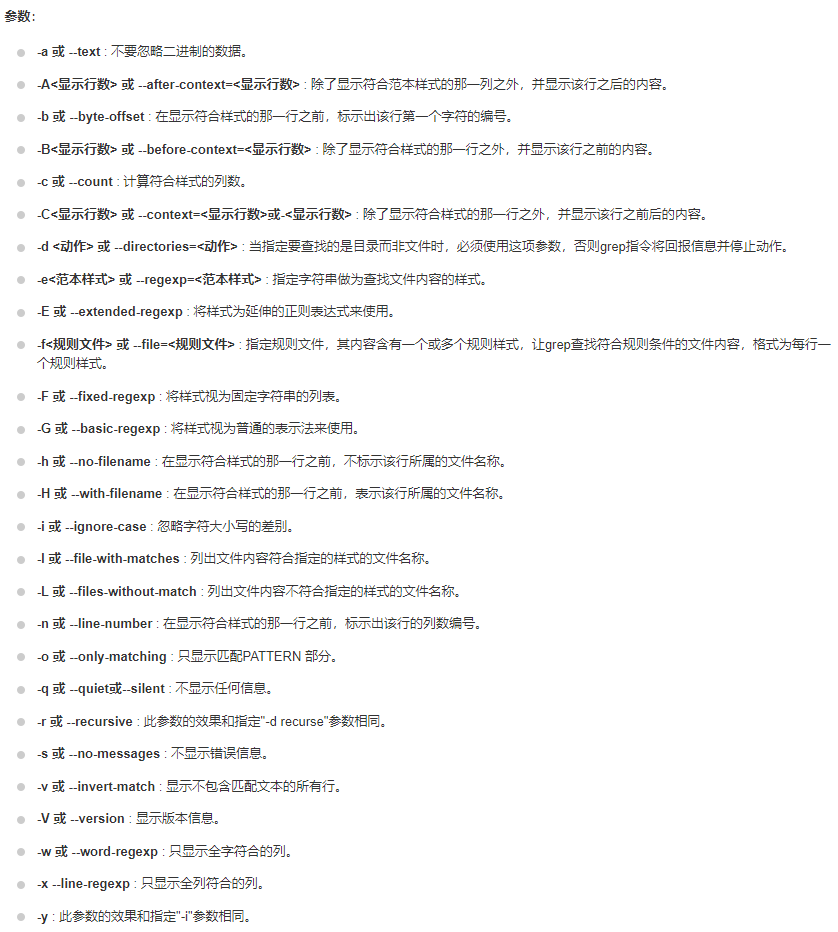 参数：
-a 或 --text : 不要忽略二进制的数据。
-A<显示行数> 或 --after-context=<显示行数> : 除了显示符合范本样式的那一列之外，并显示该行之后的内容。
-b 或 --byte-offset : 在显示符合样式的那一行之前，标示出该行第一个字符的编号。
-B<显示行数> 或 --before-context=<显示行数> : 除了显示符合样式的那一行之外，并显示该行之前的内容。
-c 或 --count : 计算符合样式的列数。
-C<显示行数> 或 --context=<显示行数>或-<显示行数> : 除了显示符合样式的那一行之外，并显示该行之前后的内容。
-d <动作> 或 --directories=<动作> : 当指定要查找的是目录而非文件时，必须使用这项参数，否则grep指令将回报信息并停止动作。
-e<范本样式> 或 --regexp=<范本样式> : 指定字符串做为查找文件内容的样式。
-E 或 --extended-regexp : 将样式为延伸的正则表达式来使用。
-f<规则文件> 或 --file=<规则文件> : 指定规则文件，其内容含有一个或多个规则样式，让grep查找符合规则条件的文件内容，格式为每行一
个规则样式。
-F 或 --fixed-regexp : 将样式视为固定字符串的列表。
-G 或 --basic-regexp : 将样式视为普通的表示法来使用。
-h 或 --no-filename : 在显示符合样式的那一行之前，不标示该行所属的文件名称。
-H 或 --with-filename : 在显示符合样式的那一行之前，表示该行所属的文件名称。
-i 或 --ignore-case : 忽略字符大小写的差别。
-l 或 --file-with-matches : 列出文件内容符合指定的样式的文件名称。
-L 或 --files-without-match : 列出文件内容不符合指定的样式的文件名称。
-n 或 --line-number : 在显示符合样式的那一行之前，标示出该行的列数编号。
-o 或 --only-matching : 只显示匹配PATTERN 部分。
-q 或 --quiet或--silent : 不显示任何信息。
-r 或 --recursive : 此参数的效果和指定"-d recurse"参数相同。
-s 或 --no-messages : 不显示错误信息。
-v 或 --invert-match : 显示不包含匹配文本的所有行。
-V 或 --version : 显示版本信息。
-w 或 --word-regexp : 只显示全字符合的列。
-x --line-regexp : 只显示全列符合的列。
-y : 此参数的效果和指定"-i"参数相同。